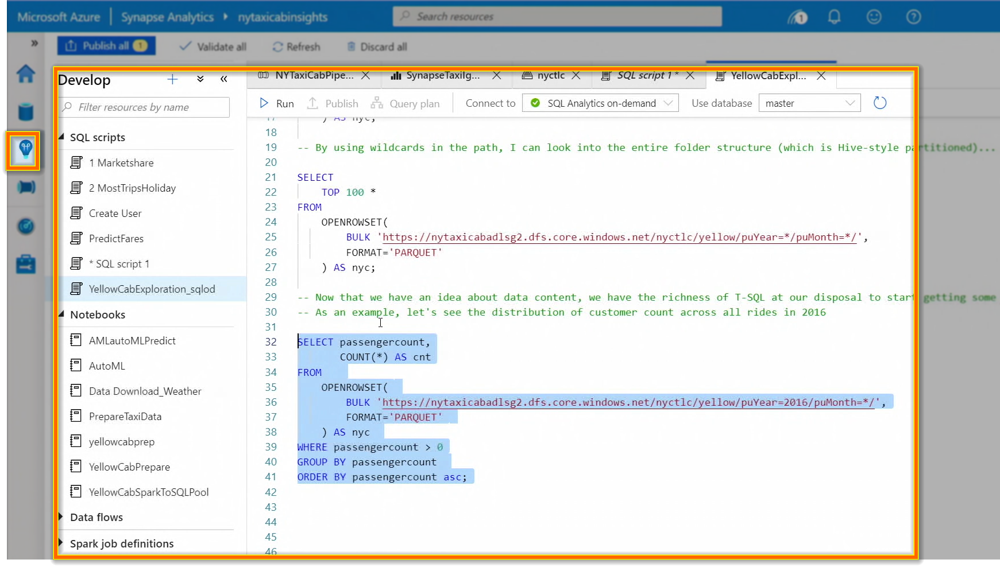 Microsoft Azure
Synapse Analytics
nytaxicabinsights
Search resources
1
Publish all 1
Validate all
Refresh
Discard all
Develop
NYTaxiCabPipe...
SynapseTaxiIg...
nyctlc
SQL script 1 *
YellowCabExpl...
Filter resources by name
Run
Publish
Query plan
Connect to
SQL Analytics on-demand
Use database
master
SQL scripts
1 Marketshare
2 MostTripsHoliday
Create User
PredictFares
* SQL script 1
YellowCabExploration_sqlod
Notebooks
AMLautoMLPredict
AutoML
Data Download_Weather
PrepareTaxiData
yellowcabprep
YellowCabPrepare
YellowCabSparkToSQLPool
Data flows
Spark job definitions
17 ) AS nyc;
18
19 -- By using wildcards in the path, I can look into the entire folder structure (which is Hive-style partitioned)...
20
21 SELECT
22 TOP 100 *
23 FROM
24 OPENROWSET(
25 BULK 'https://nytaxicabadlsg2.dfs.core.windows.net/nyctlc/yellow/puYear=*/puMonth=*/',
26 FORMAT='PARQUET'
27 ) AS nyc;
28
29 -- Now that we have an idea about data content, we have the richness of T-SQL at our disposal to start getting some
30 -- As an example, let's see the distribution of customer count across all rides in 2016
31
32 SELECT passengercount,
33 COUNT(*) AS cnt
34 FROM
35 OPENROWSET(
36 BULK 'https://nytaxicabadlsg2.dfs.core.windows.net/nyctlc/yellow/puYear=2016/puMonth=*/',
37 FORMAT='PARQUET'
38 ) AS nyc
39 WHERE passengercount > 0
40 GROUP BY passengercount
41 ORDER BY passengercount asc;
42
43
44
45
46